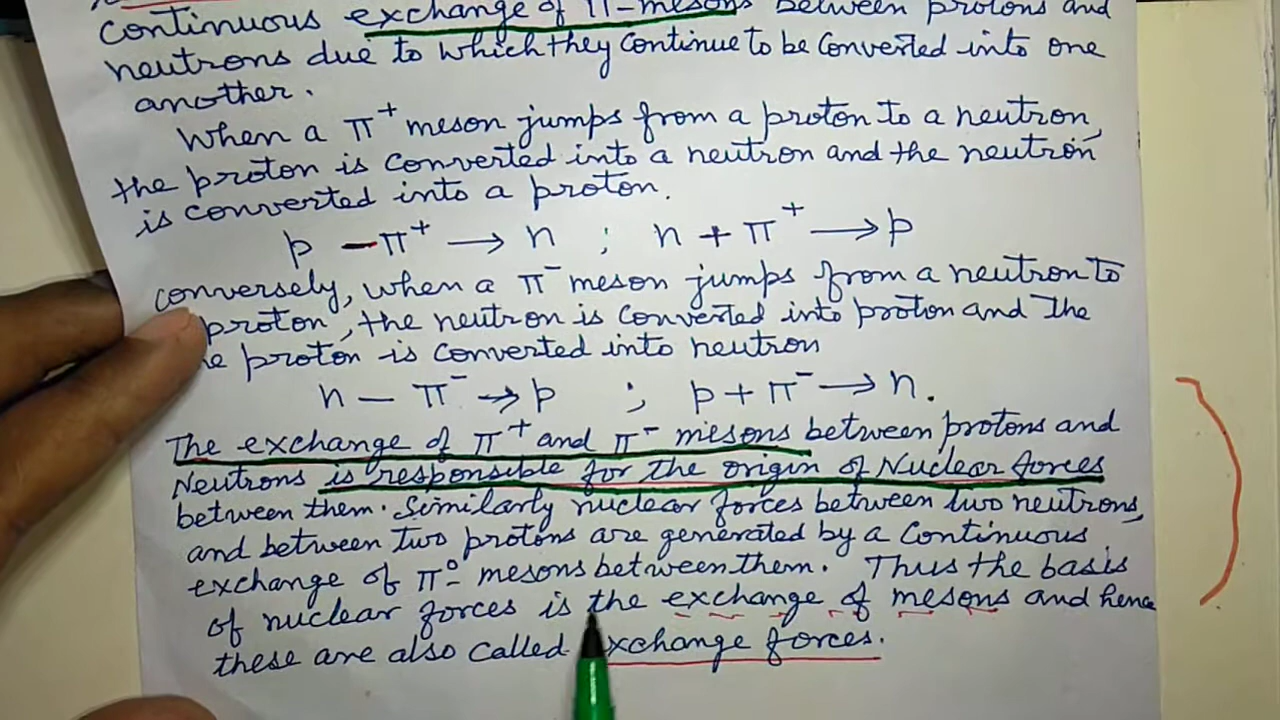 Continuous exchange of π-mesons between protons and
neutrons due to which they continue to be converted into one
another.
When a π⁺ meson jumps from a proton to a neutron,
the proton is converted into a neutron and the neutron
is converted into a proton.
p − π⁺ → n ; n + π⁺ → p
conversely, when a π⁻ meson jumps from a neutron to
proton, the neutron is converted into proton and the
proton is converted into neutron
n − π⁻ → p ; p + π⁻ → n.
The exchange of π⁺ and π⁻ mesons between protons and
Neutrons is responsible for the origin of Nuclear forces
between them. Similarly nuclear forces between two neutrons,
and between two protons are generated by a continuous
exchange of π⁰- mesons between them. Thus the basis
of nuclear forces is the exchange of mesons and hence
these are also called exchange forces.